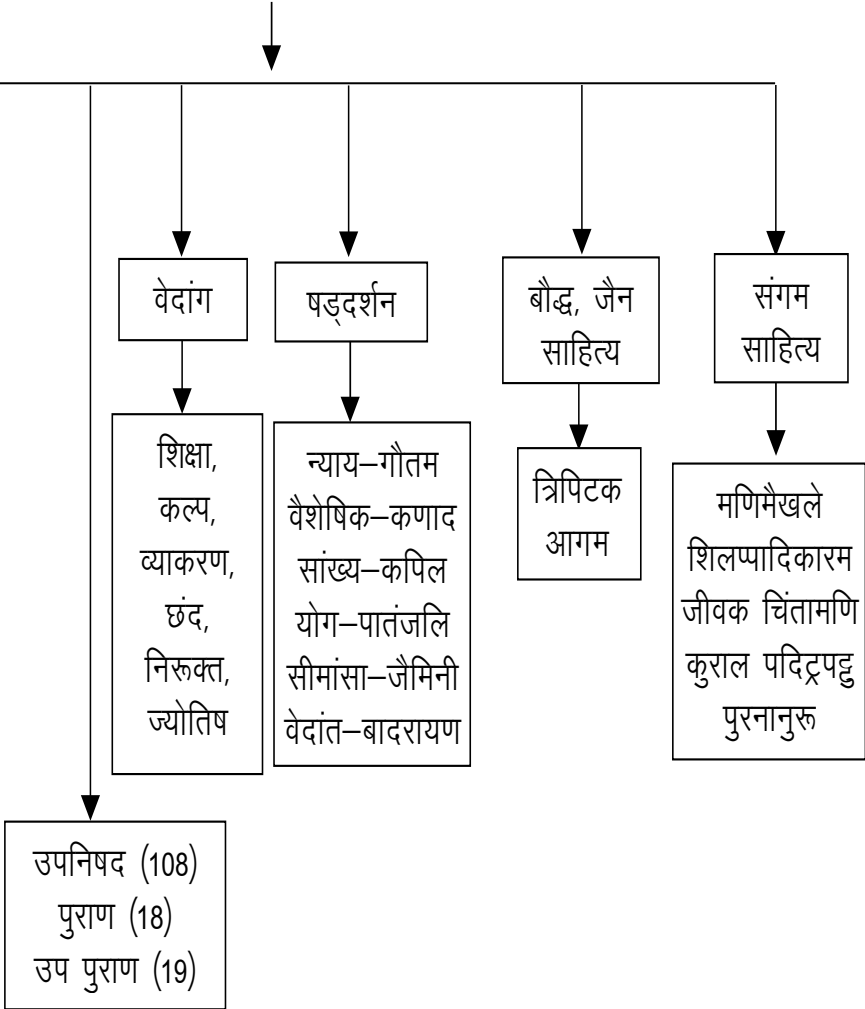 वेदांग
षड्दर्शन
बौद्ध, जैन
साहित्य
संगम
साहित्य
शिक्षा,
कल्प,
व्याकरण,
छंद,
निरूक्त,
ज्योतिष
न्याय–गौतम
वैशेषिक–कणाद
सांख्य–कपिल
योग–पातंजलि
सीमांसा–जैमिनी
वेदांत–बादरायण
त्रिपिटक
आगम
मणिमैखले
शिलप्पादिकारम
जीवक चिंतामणि
कुराल पदिट्रपट्टु
पुरनानुरू
उपनिषद (108)
पुराण (18)
उप पुराण (19)